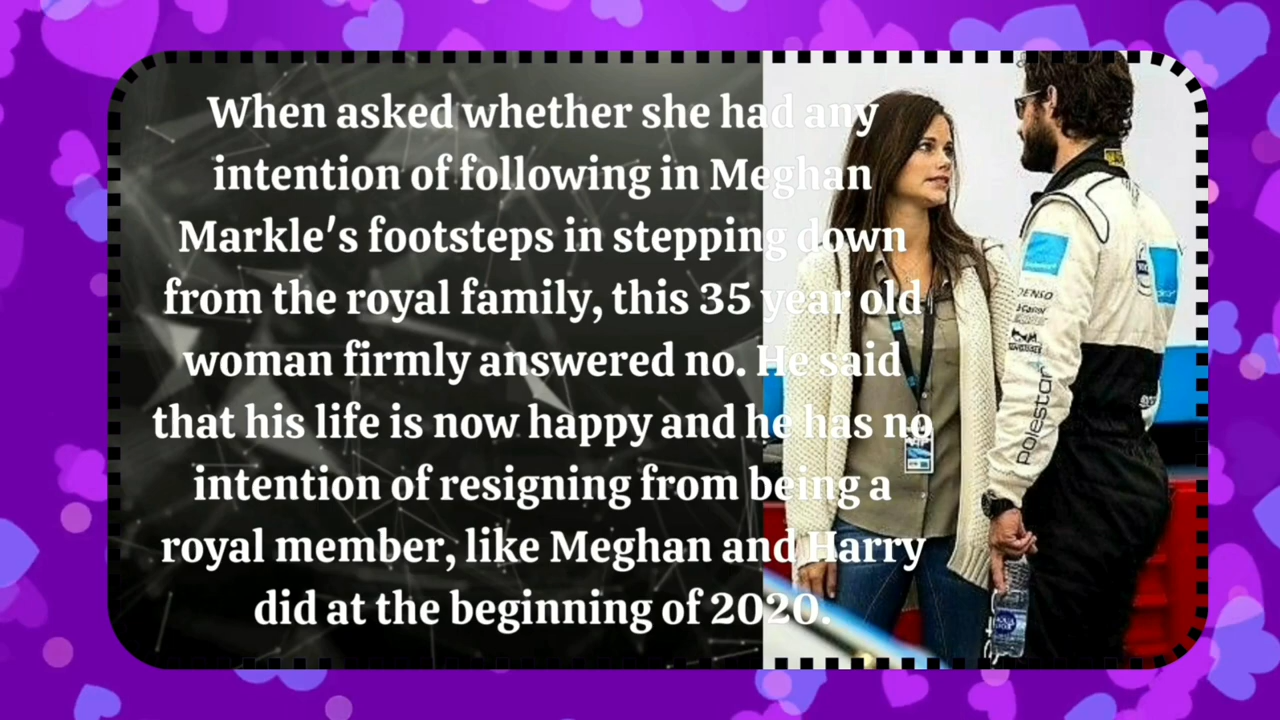 When asked whether she had any
intention of following in Meghan
Markle's footsteps in stepping down
from the royal family, this 35 year old
woman firmly answered no. He said
that his life is now happy and he has no
intention of resigning from being a
royal member, like Meghan and Harry
did at the beginning of 2020.
DENSO
Polestar